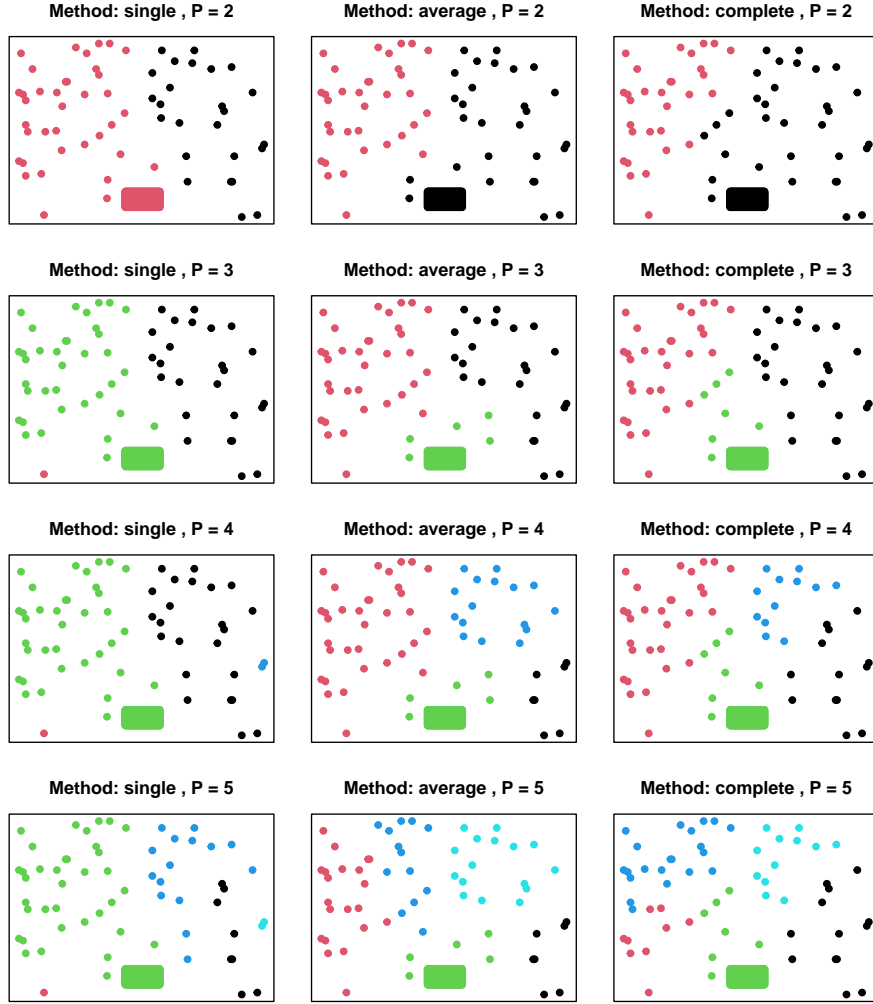 Method: single , P = 2
Method: average , P = 2
Method: complete , P = 2
Method: single , P = 3
Method: average , P = 3
Method: complete , P = 3
Method: single , P = 4
Method: average , P = 4
Method: complete , P = 4
Method: single , P = 5
Method: average , P = 5
Method: complete , P = 5